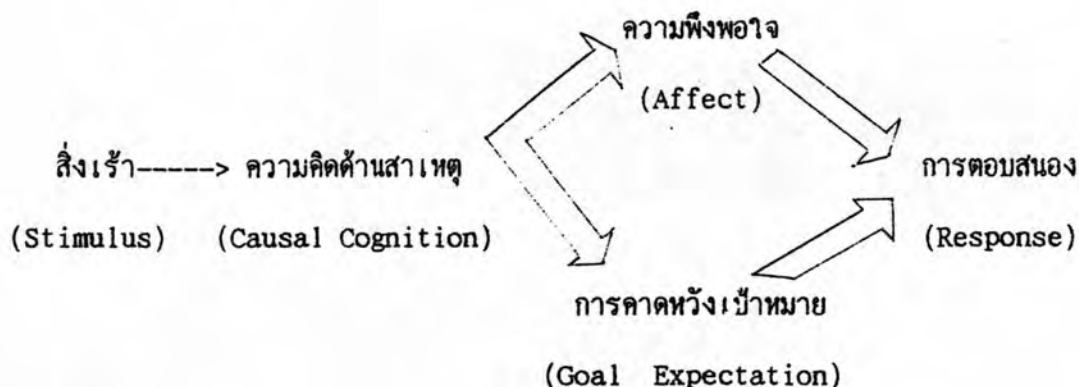 ความพึงพอใจ
(Affect)
สิ่งเร้า-----> ความคิดด้านสาเหตุ
การตอบสนอง
(Stimulus) (Causal Cognition)
(Response)
การคาดหวังเป้าหมาย
(Goal Expectation)